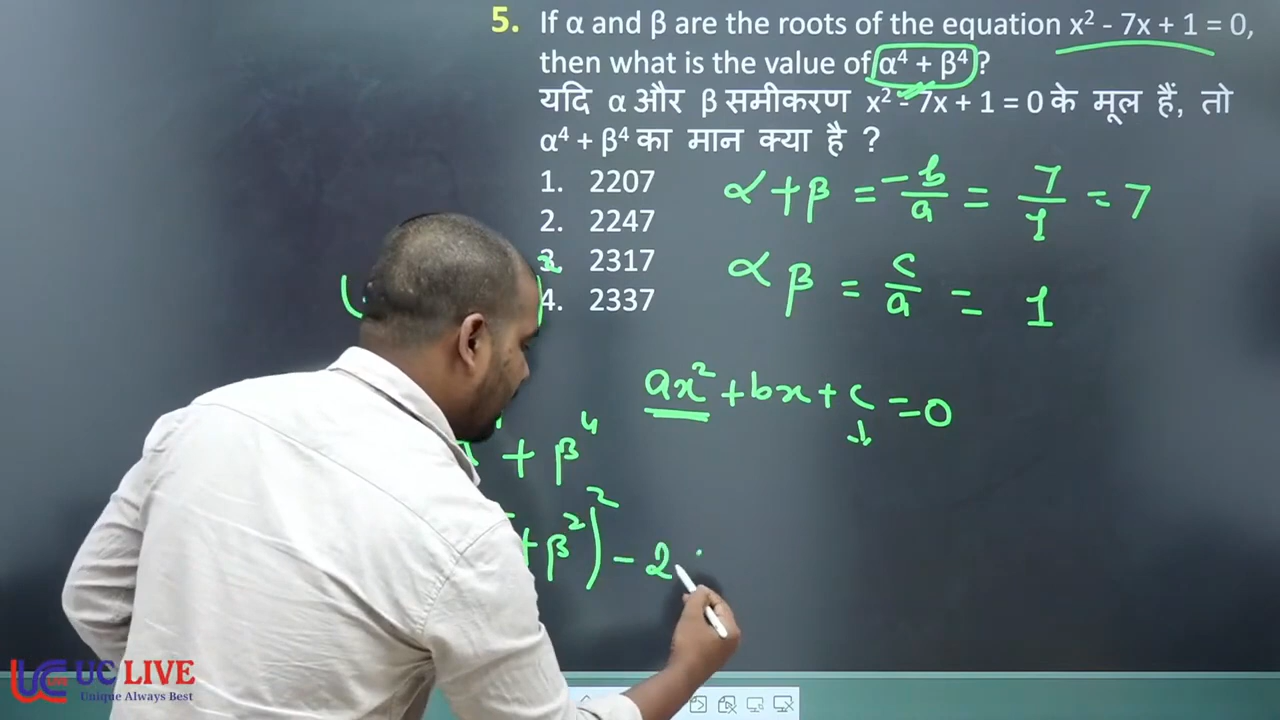 5. If α and β are the roots of the equation x² - 7x + 1 = 0,
then what is the value of α⁴ + β⁴ ?
यदि α और β समीकरण x² - 7x + 1 = 0 के मूल हैं, तो
α⁴ + β⁴ का मान क्या है ?
1. 2207
2. 2247
3. 2317
4. 2337
α + β = -b/a = 7/1 = 7
α β = c/a = 1
ax² + bx + c = 0
+ β⁴
+ β²)² - 2
UC LIVE
Unique Always Best